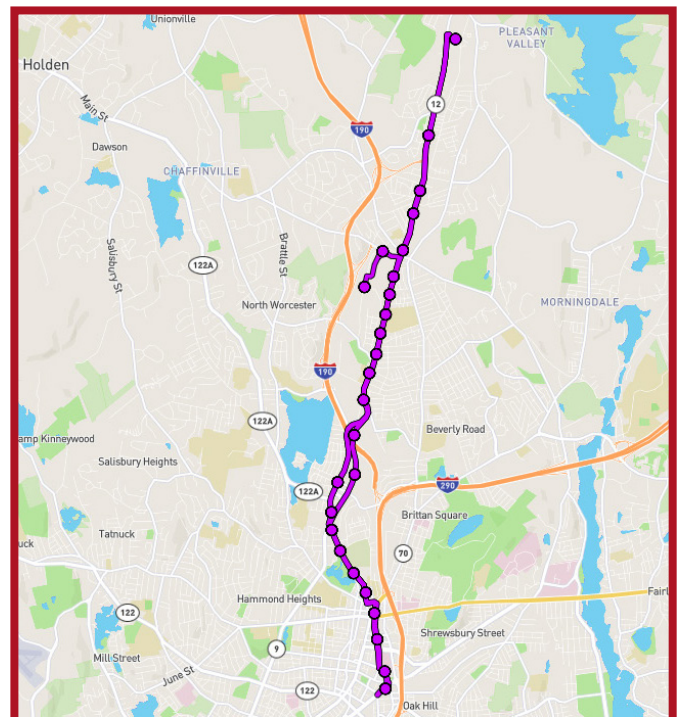 Unionville
PLEASANT
VALLEY
Holden
Main St
12
190
Dawson
CHAFFINVILLE
Salisbury St
Brattle St
122A
North Worcester
MORNINGDALE
190
122A
amp Kinneywood
Beverly Road
Salisbury Heights
122A
290
Brittan Square
Tatnuck
uck
70
Hammond Heights
Fairl
122
Shrewsbury Street
9
Mill Street
June St
122
Oak Hill